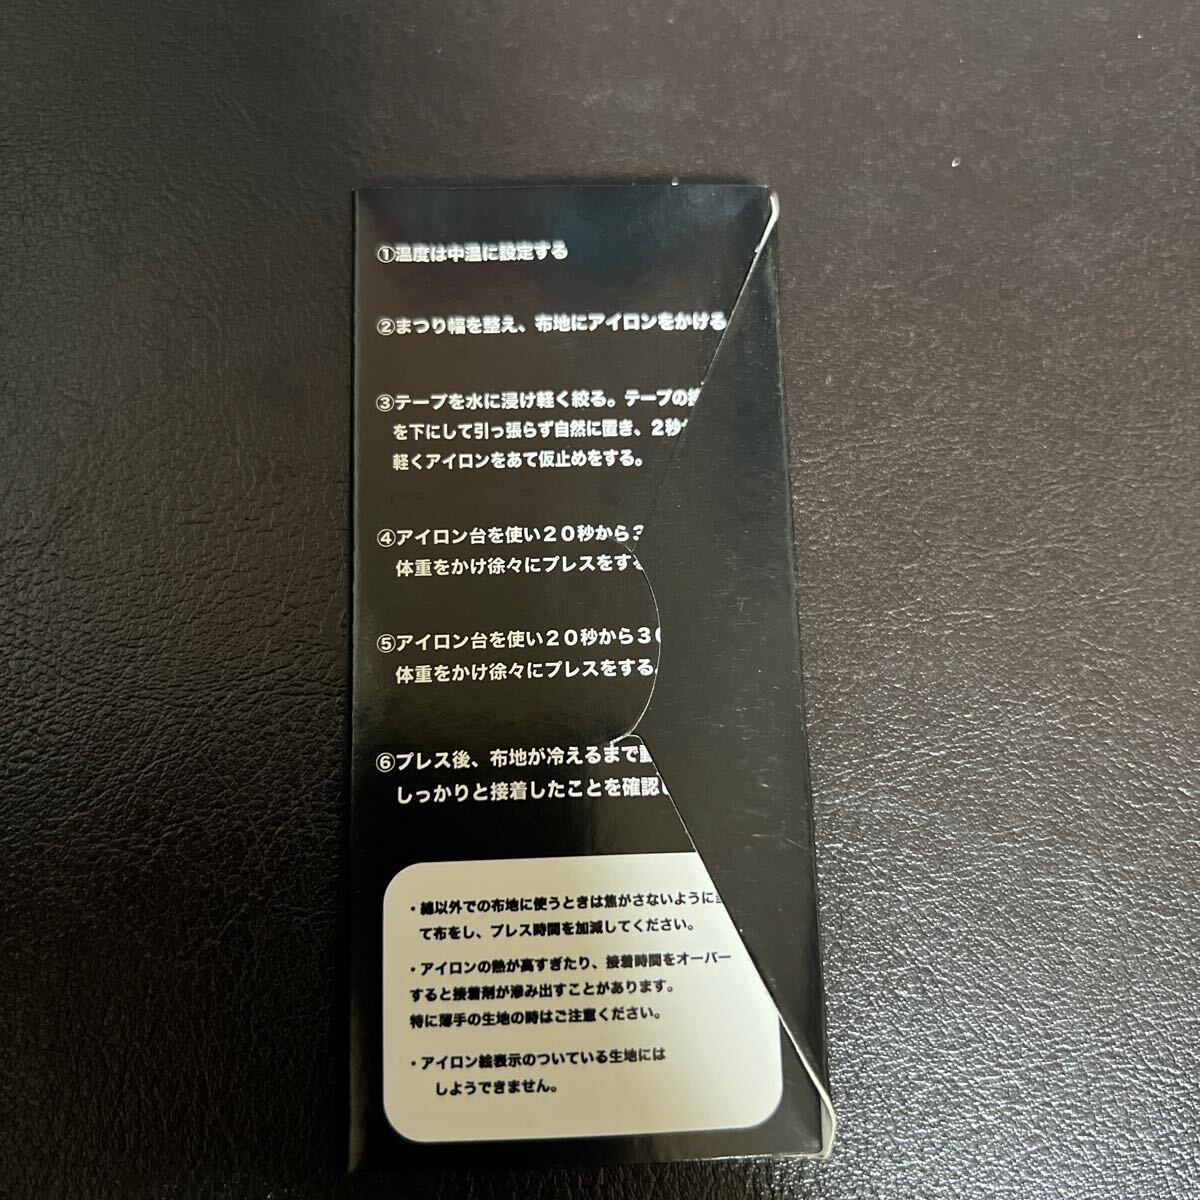 ①温度は中温に設定する
②まつり幅を整え、布地にアイロンをかける
③テープを水に浸け軽く絞る。テープの
を下にして引っ張らず自然に置き、2秒
軽くアイロンをあて仮止めをする。
④アイロン台を使い20秒から3
体重をかけ徐々にプレスをする
⑤アイロン台を使い20秒から30
体重をかけ徐々にプレスをする。
⑥プレス後、布地が冷えるまで
しっかりと接着したことを確認し
・綿以外での布地に使うときは焦がさないように
て布をし、プレス時間を加減してください。
・アイロンの熱が高すぎたり、接着時間をオーバー
すると接着剤が滲み出すことがあります。
特に薄手の生地の時はご注意ください。
・アイロン絵表示のついている生地には
しようできません。